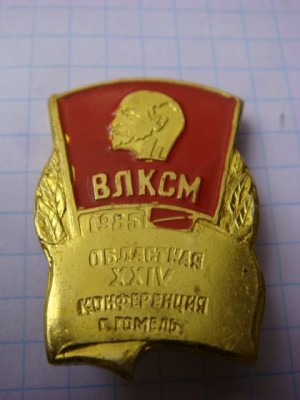 ВЛКСМ
1985
ОБЛАСТНАЯ
XXIV
КОНФЕРЕНЦИЯ
Г. ГОМЕЛЬ